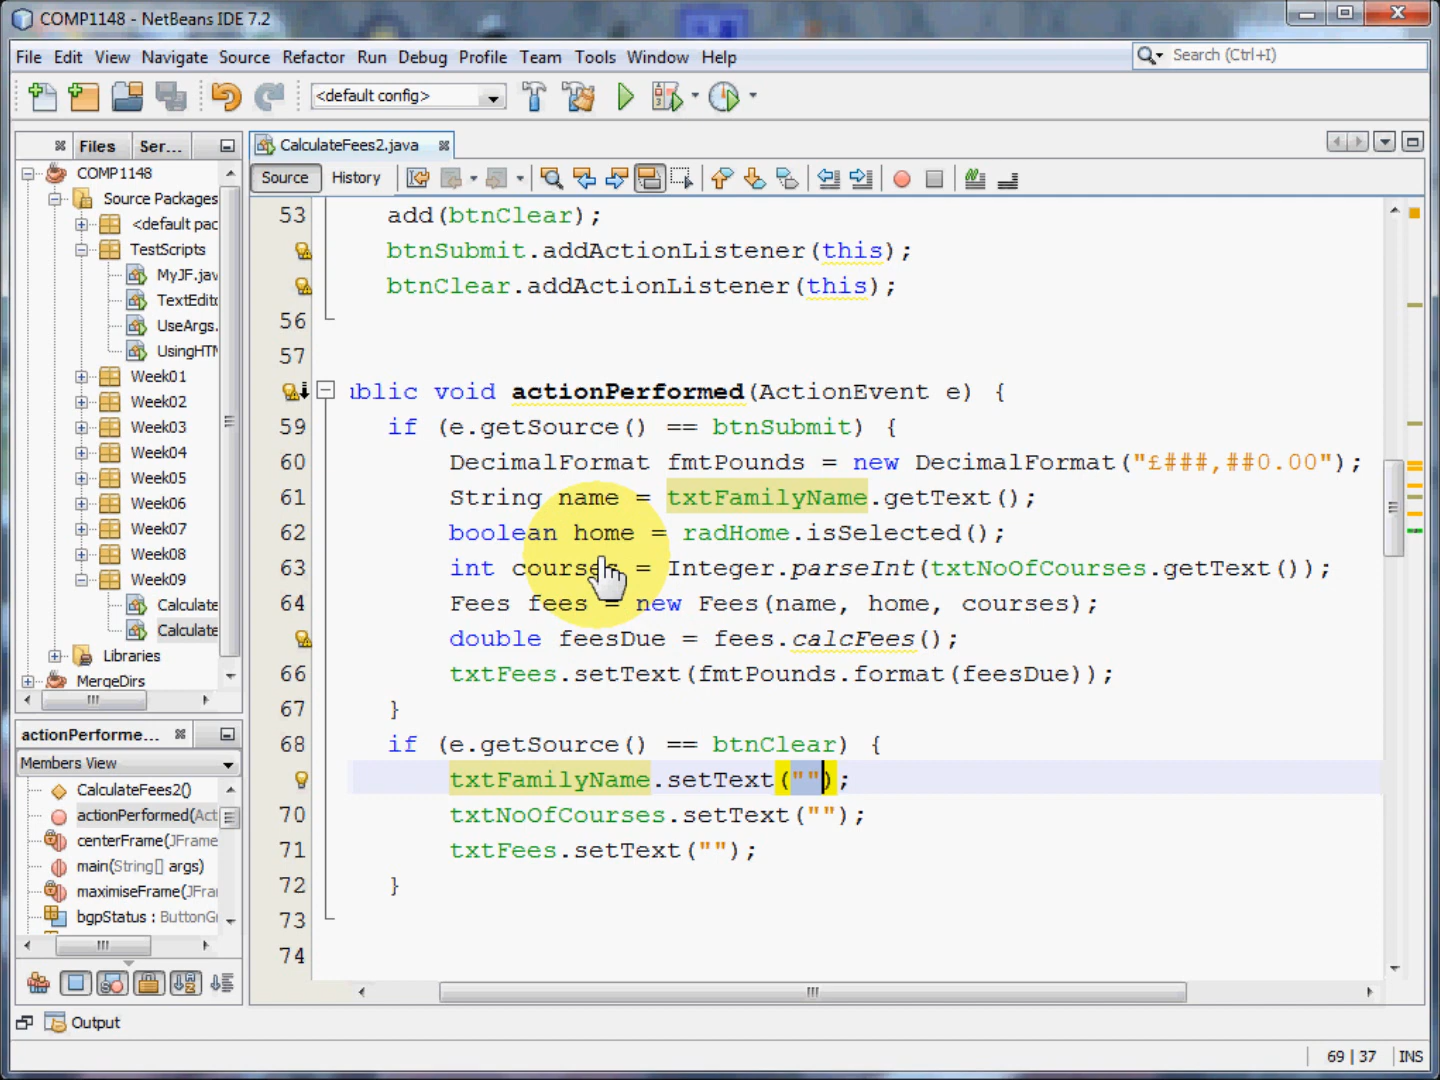 COMP1148 - NetBeans IDE 7.2
File Edit View Navigate Source Refactor Run Debug Profile Team Tools Window Help
Search (Ctrl+I)
<default config>
Files Ser...
CalculateFees2.java
Source History
COMP1148
Source Packages
<default pac
TestScripts
MyJF.jav
TextEdito
UseArgs.
UsingHTM
Week01
Week02
Week03
Week04
Week05
Week06
Week07
Week08
Week09
Calculate
Calculate
Libraries
MergeDirs
actionPerforme...
Members View
CalculateFees2()
actionPerformed(Act
centerFrame(JFrame
main(String[] args)
maximiseFrame(JFra
bgpStatus : ButtonGr
53 add(btnClear);
btnSubmit.addActionListener(this);
btnClear.addActionListener(this);
56
57
ublic void actionPerformed(ActionEvent e) {
59 if (e.getSource() == btnSubmit) {
60 DecimalFormat fmtPounds = new DecimalFormat("£###,##0.00");
61 String name = txtFamilyName.getText();
62 boolean home = radHome.isSelected();
63 int courses = Integer.parseInt(txtNoOfCourses.getText());
64 Fees fees = new Fees(name, home, courses);
double feesDue = fees.calcFees();
66 txtFees.setText(fmtPounds.format(feesDue));
67 }
68 if (e.getSource() == btnClear) {
txtFamilyName.setText("");
70 txtNoOfCourses.setText("");
71 txtFees.setText("");
72 }
73
74
Output
69 | 37 INS